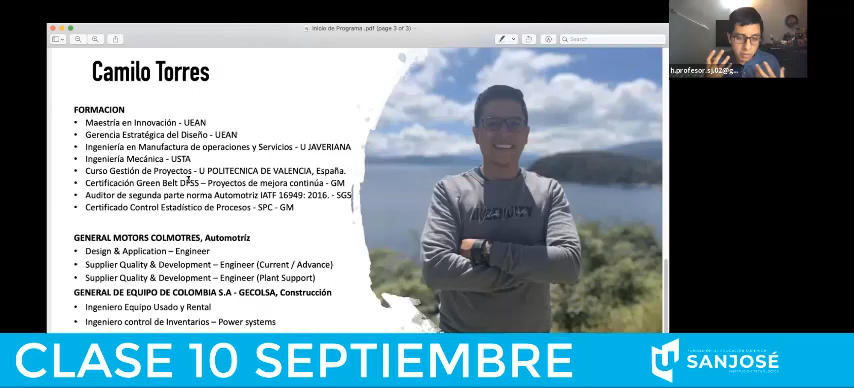 Inicio de Programa .pdf (page 3 of 3)
Search
h.profesor.sj.02@g...
Camilo Torres
FORMACION
• Maestría en Innovación - UEAN
• Gerencia Estratégica del Diseño - UEAN
• Ingeniería en Manufactura de operaciones y Servicios - U JAVERIANA
• Ingeniería Mecánica - USTA
• Curso Gestión de Proyectos - U POLITECNICA DE VALENCIA, España.
• Certificación Green Belt DFSS – Proyectos de mejora continúa - GM
• Auditor de segunda parte norma Automotriz IATF 16949: 2016. - SGS
• Certificado Control Estadístico de Procesos - SPC - GM
GENERAL MOTORS COLMOTRES, Automotríz
• Design & Application – Engineer
• Supplier Quality & Development – Engineer (Current / Advance)
• Supplier Quality & Development – Engineer (Plant Support)
GENERAL DE EQUIPO DE COLOMBIA S.A - GECOLSA, Construcción
• Ingeniero Equipo Usado y Rental
• Ingeniero control de Inventarios – Power systems
CLASE 10 SEPTIEMBRE
SANJOSÉ